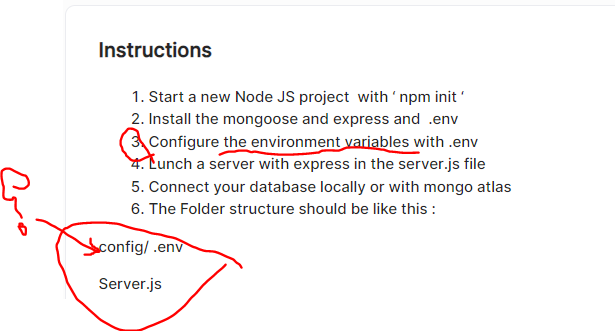 Instructions
1. Start a new Node JS project  with ‘ npm init ‘
2. Install the mongoose and express and  .env
3. Configure the environment variables with .env
4. Lunch a server with express in the server.js file
5. Connect your database locally or with mongo atlas
6. The Folder structure should be like this :
?
config/ .env
Server.js